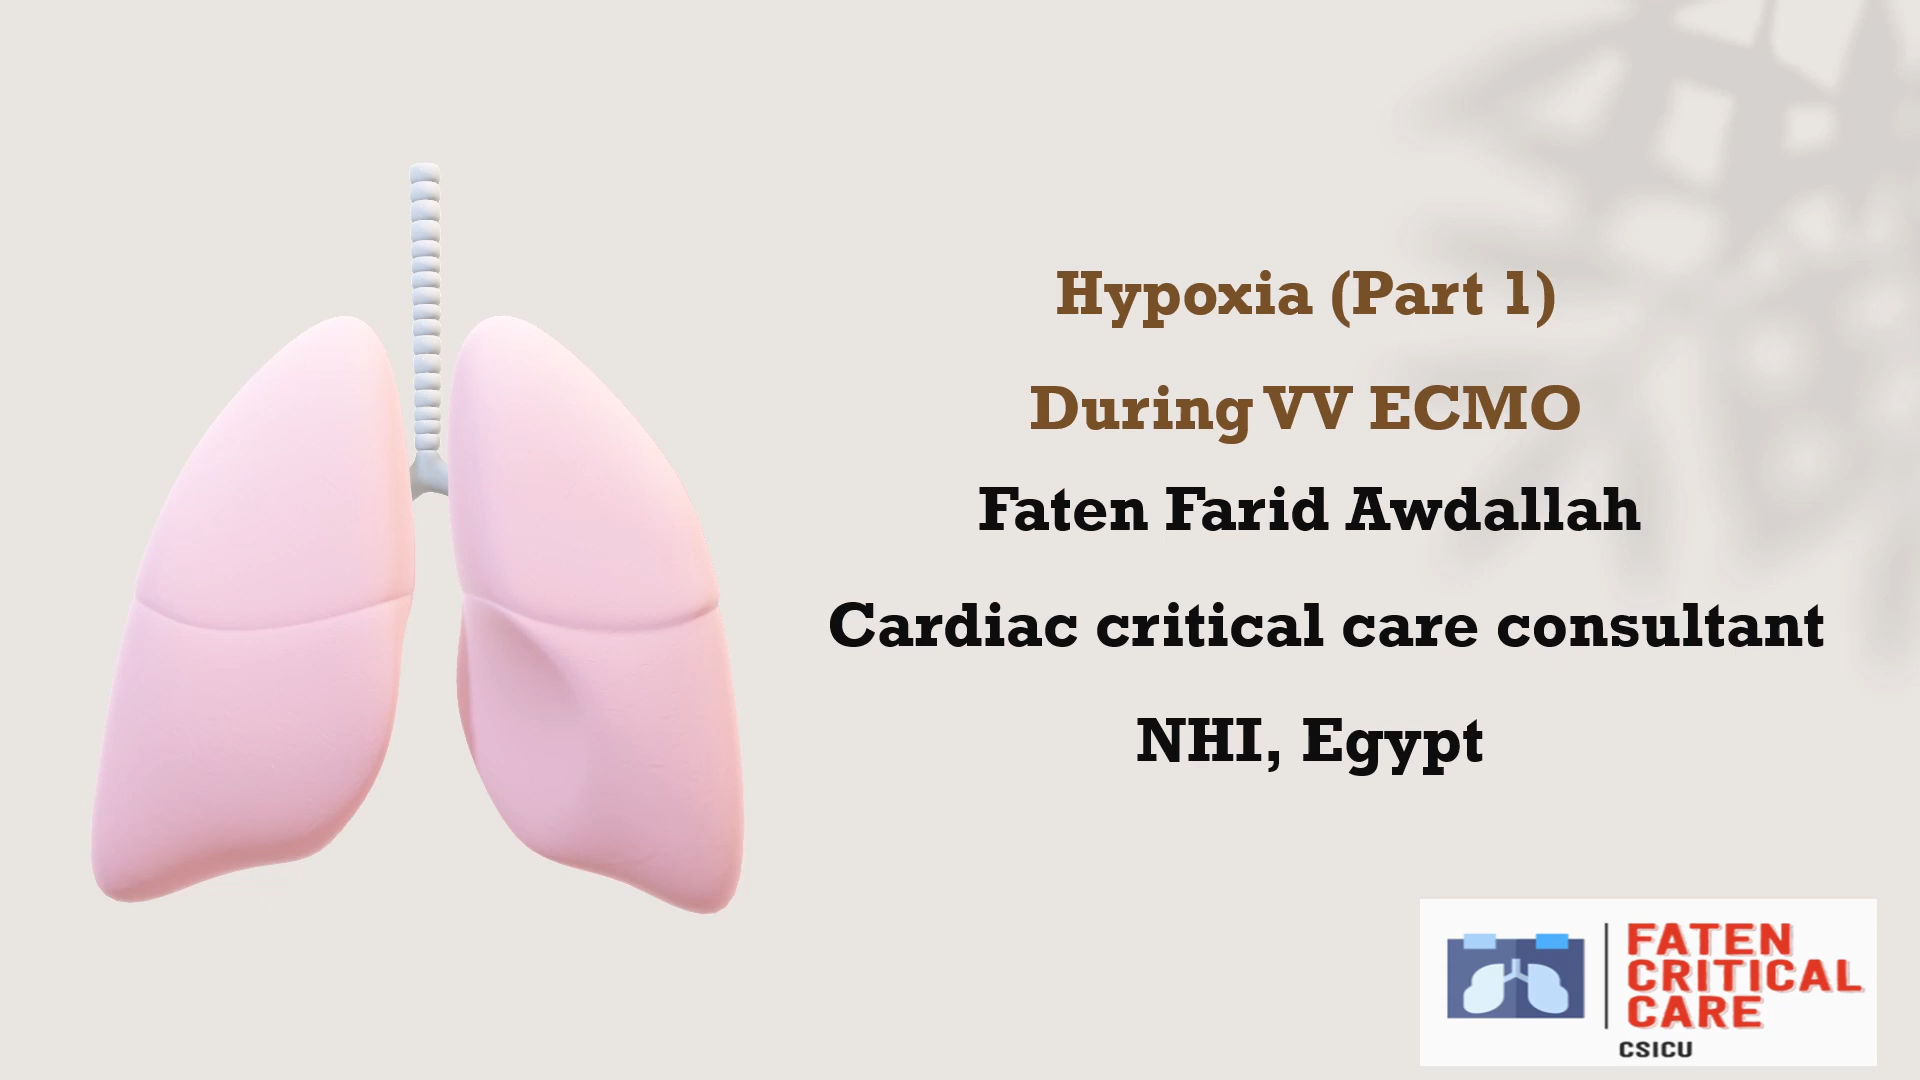 Hypoxia (Part 1)
During VV ECMO
Faten Farid Awdallah
Cardiac critical care consultant
NHI, Egypt
FATEN
CRITICAL
CARE
CSICU